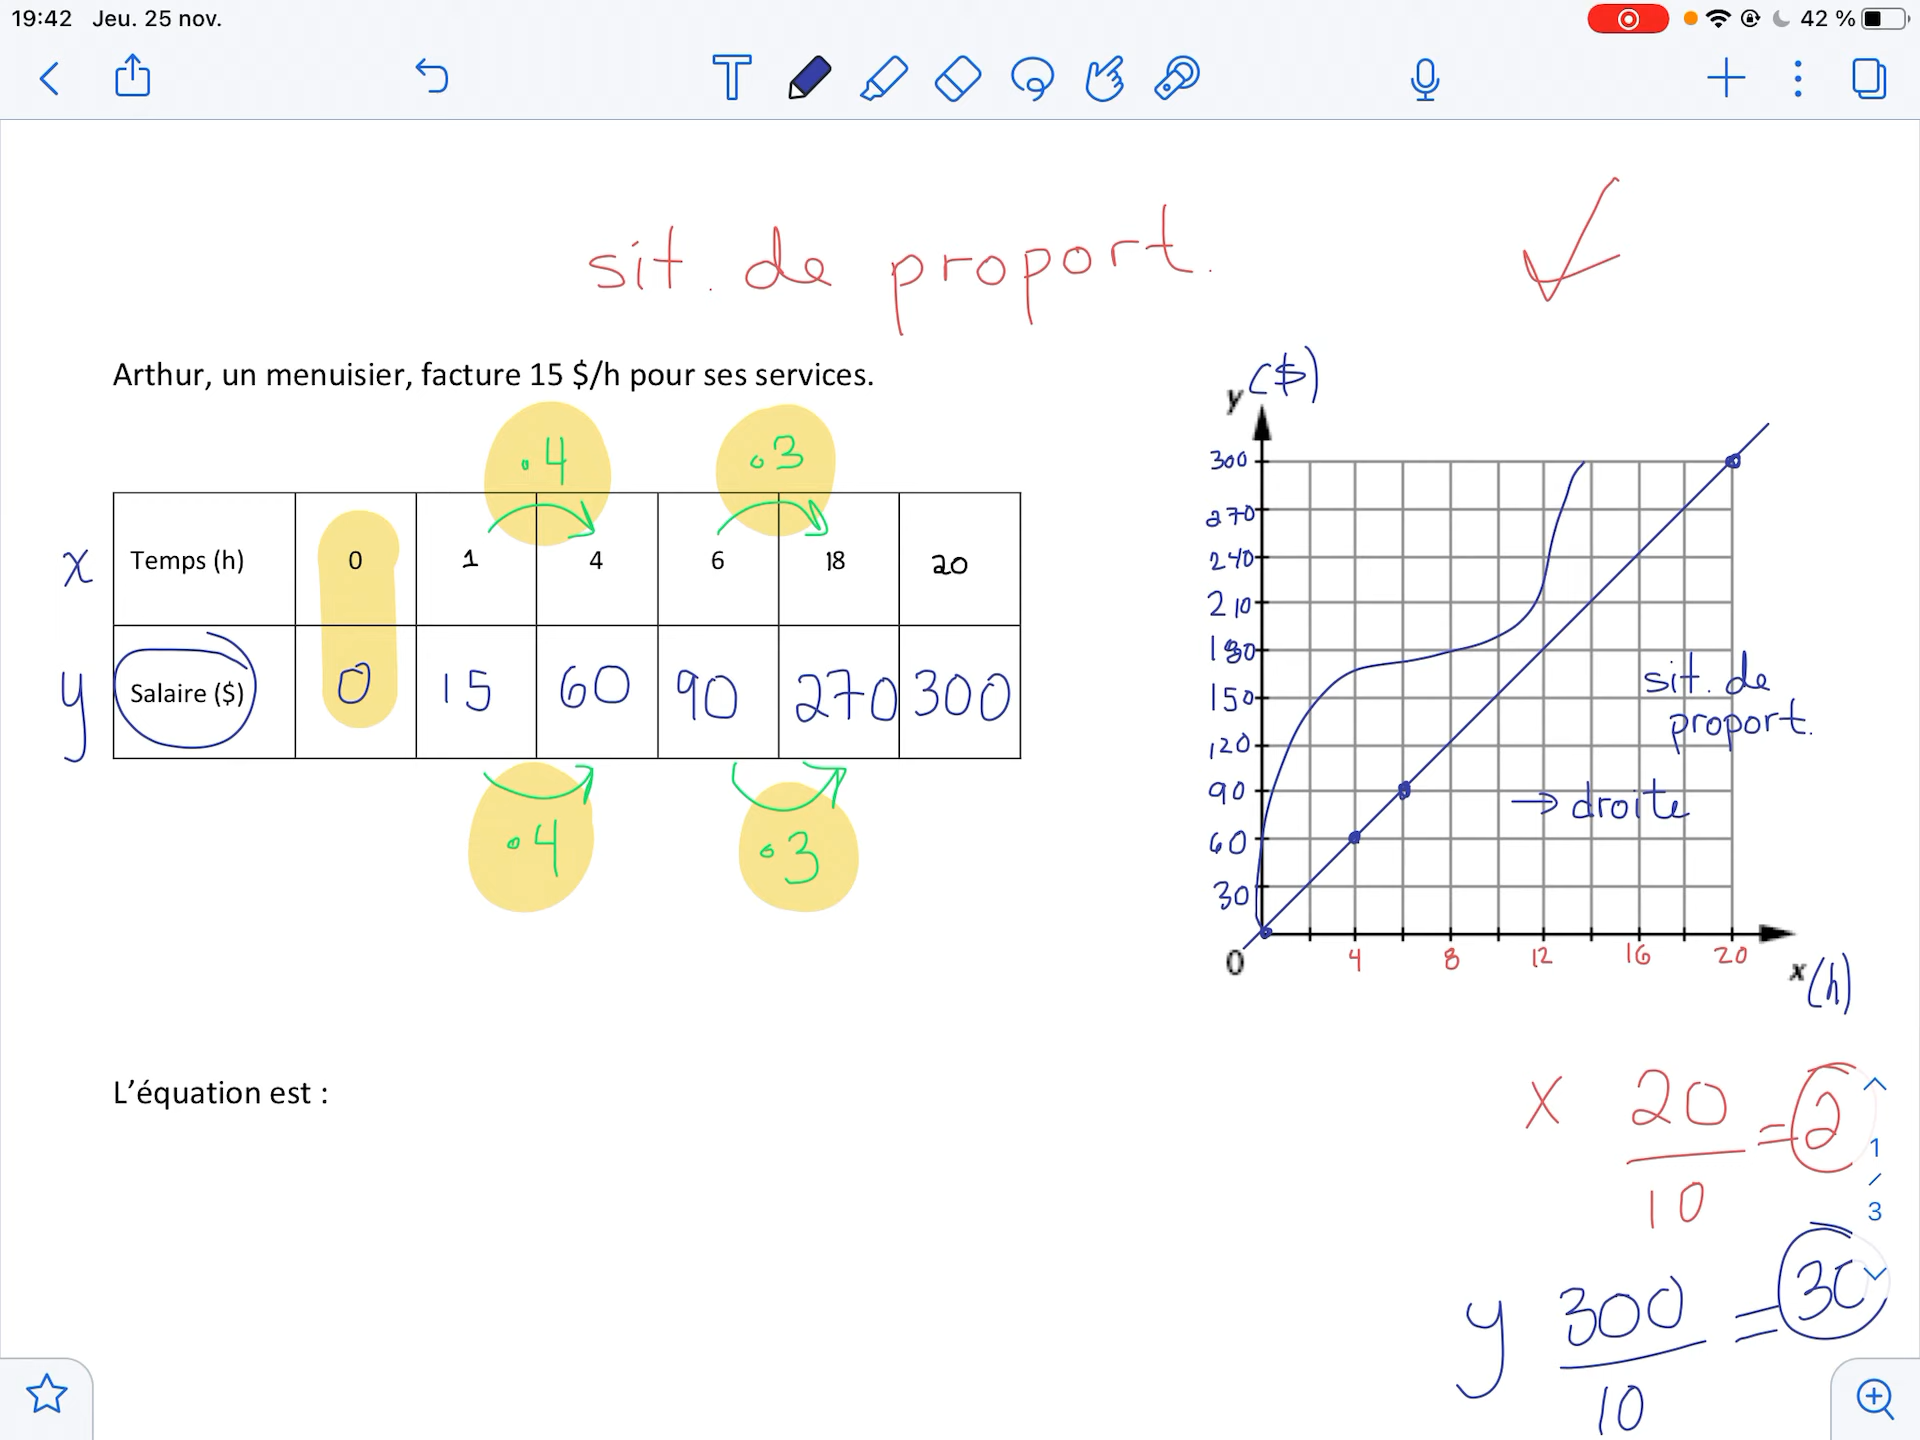 19:42 Jeu. 25 nov.
42 %
T
sit. de proport.
Arthur, un menuisier, facture 15 $/h pour ses services.
.4 .3
x Temps (h) 0 1 4 6 18 20
y Salaire ($) 0 15 60 90 270 300
.4 .3
y ($)
300
270
240
210
180
150
120
90
60
30
0 4 8 12 16 20
x (h)
sit. de
proport.
→ droite
L’équation est :
x 20/10 = 2
y 300/10 = 30
1
/
3